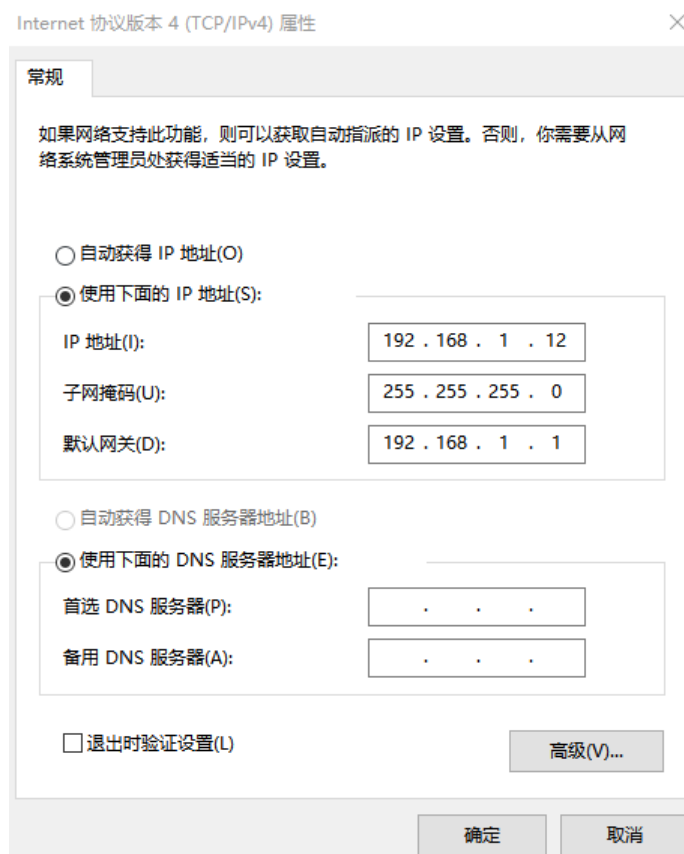 Internet 协议版本 4 (TCP/IPv4) 属性
常规
如果网络支持此功能，则可以获取自动指派的 IP 设置。否则，你需要从网
络系统管理员处获得适当的 IP 设置。
自动获得 IP 地址(O)
使用下面的 IP 地址(S):
IP 地址(I): 192 . 168 . 1 . 12
子网掩码(U): 255 . 255 . 255 . 0
默认网关(D): 192 . 168 . 1 . 1
自动获得 DNS 服务器地址(B)
使用下面的 DNS 服务器地址(E):
首选 DNS 服务器(P): . . .
备用 DNS 服务器(A): . . .
退出时验证设置(L)
高级(V)...
确定 取消